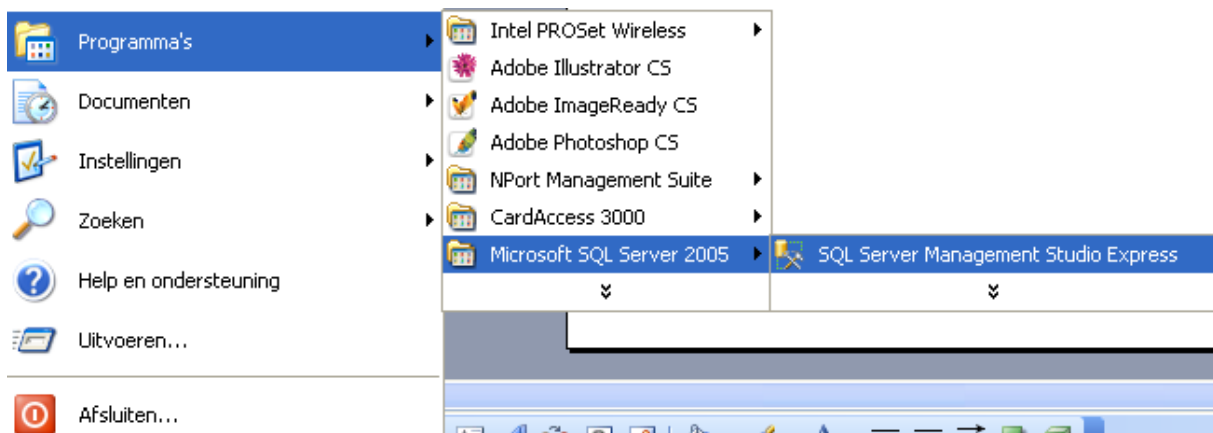 Programma's
Documenten
Instellingen
Zoeken
Help en ondersteuning
Uitvoeren...
Afsluiten...
Intel PROSet Wireless
Adobe Illustrator CS
Adobe ImageReady CS
Adobe Photoshop CS
NPort Management Suite
CardAccess 3000
Microsoft SQL Server 2005
SQL Server Management Studio Express